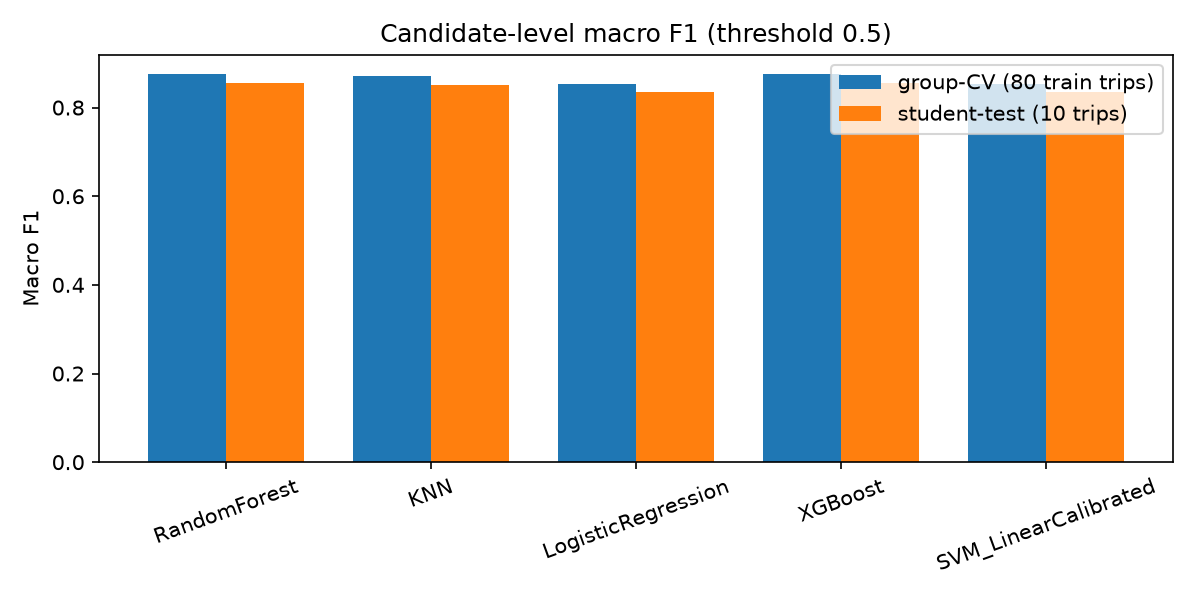 Candidate-level macro F1 (threshold 0.5)
group-CV (80 train trips)
student-test (10 trips)
Macro F1
0.8
0.6
0.4
0.2
0.0
RandomForest
KNN
LogisticRegression
XGBoost
SVM_LinearCalibrated